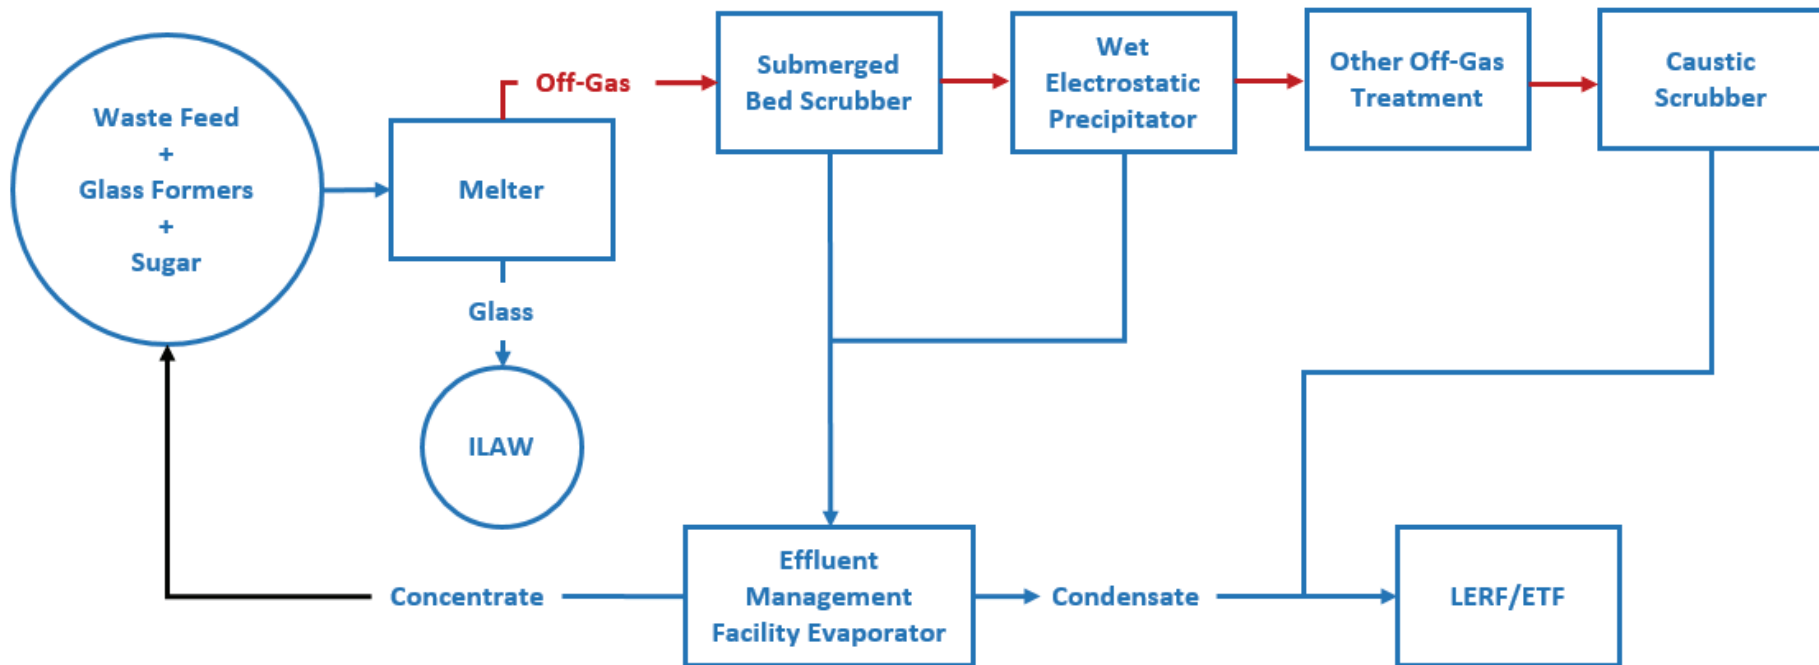 Waste Feed
+
Glass Formers
+
Sugar
Melter
Off-Gas
Submerged
Bed Scrubber
Wet
Electrostatic
Precipitator
Other Off-Gas
Treatment
Caustic
Scrubber
Glass
ILAW
Concentrate
Effluent
Management
Facility Evaporator
Condensate
LERF/ETF